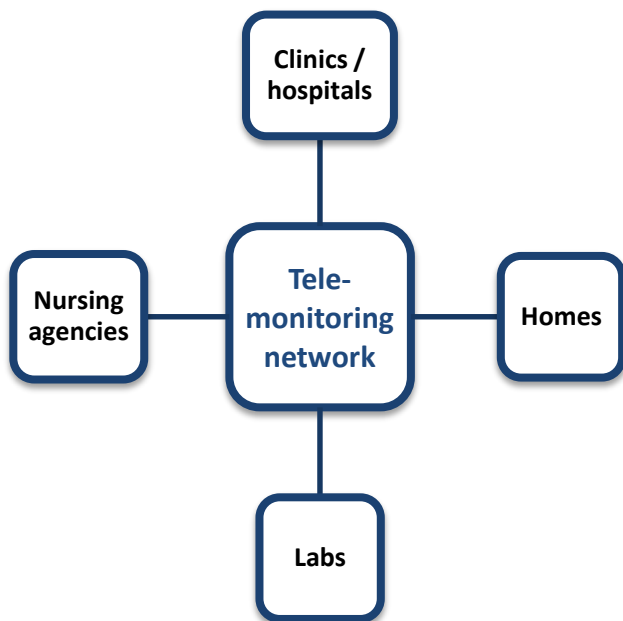 Clinics /
hospitals
Nursing
agencies
Tele-
monitoring
network
Homes
Labs